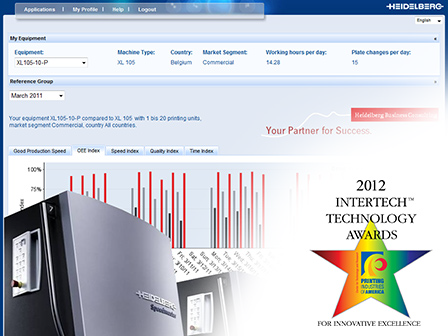 Applications | My Profile | Help | Logout
HEIDELBERG
English
My Equipment
Equipment: Machine Type: Country: Market Segment: Working hours per day: Plate changes per day:
XL105-10-P XL 105 Belgium Commercial 14.28 15
Reference Group
March 2011
Your equipment XL105-10-P compared to XL 105 with 1 bis 20 printing units,
market segment Commercial, country All countries.
Heidelberg Business
Your Partner for Success.
Good Production Speed OEE Index Speed Index Quality Index Time Index
100%
75%
HEIDELBERG
Speedmaster
2012
INTERTECH™
TECHNOLOGY
AWARDS
PRINTING
INDUSTRIES
OF AMERICA
FOR INNOVATIVE EXCELLENCE